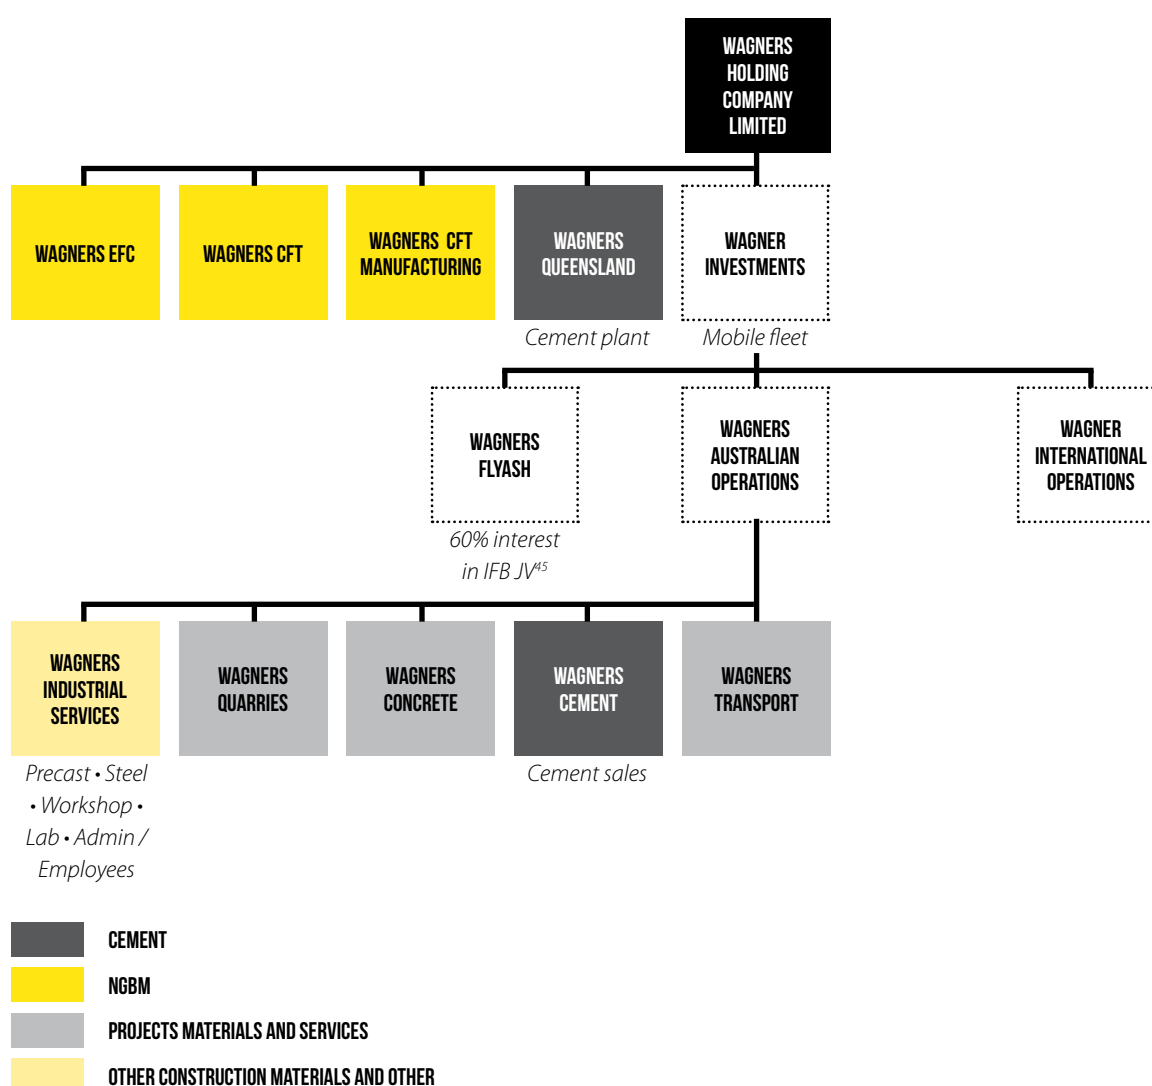 WAGNERS
HOLDING
COMPANY
LIMITED
WAGNERS EFC
WAGNERS CFT
WAGNERS CFT
MANUFACTURING
WAGNERS
QUEENSLAND
WAGNER
INVESTMENTS
Cement plant
Mobile fleet
WAGNERS
FLYASH
WAGNERS
AUSTRALIAN
OPERATIONS
WAGNER
INTERNATIONAL
OPERATIONS
60% interest
in IFB JV45
WAGNERS
INDUSTRIAL
SERVICES
WAGNERS
QUARRIES
WAGNERS
CONCRETE
WAGNERS
CEMENT
WAGNERS
TRANSPORT
Precast • Steel
• Workshop •
Lab • Admin /
Employees
Cement sales
CEMENT
NGBM
PROJECTS MATERIALS AND SERVICES
OTHER CONSTRUCTION MATERIALS AND OTHER